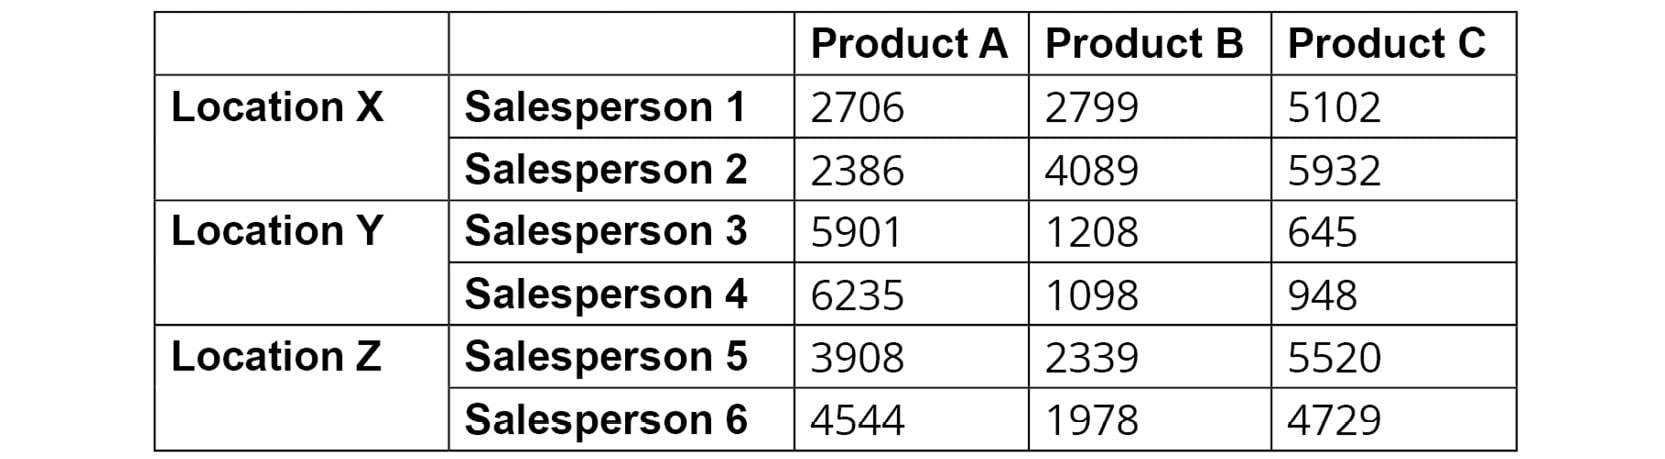 Product A Product B Product C
Location X Salesperson 1 2706 2799 5102
Salesperson 2 2386 4089 5932
Location Y Salesperson 3 5901 1208 645
Salesperson 4 6235 1098 948
Location Z Salesperson 5 3908 2339 5520
Salesperson 6 4544 1978 4729